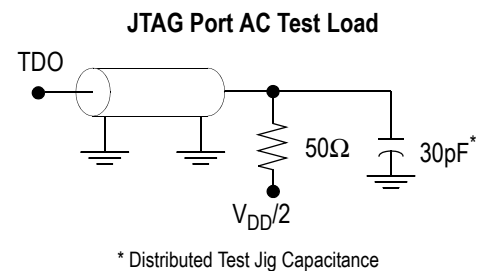 JTAG Port AC Test Load
TDO
50Ω
30pF*
VDD/2
* Distributed Test Jig Capacitance